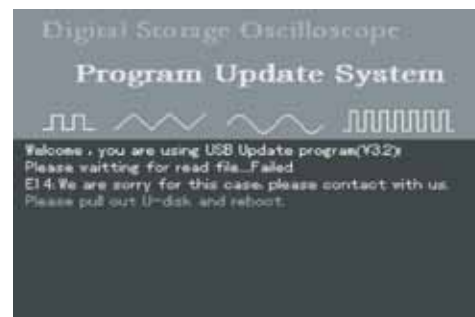 Digital Storage Oscilloscope
Program Update System
Welcome , you are using USB Update program(V3.2)!
Please waitting for read file...Failed
E14:We are sorry for this case, please contact with us.
Please pull out U-disk and reboot.